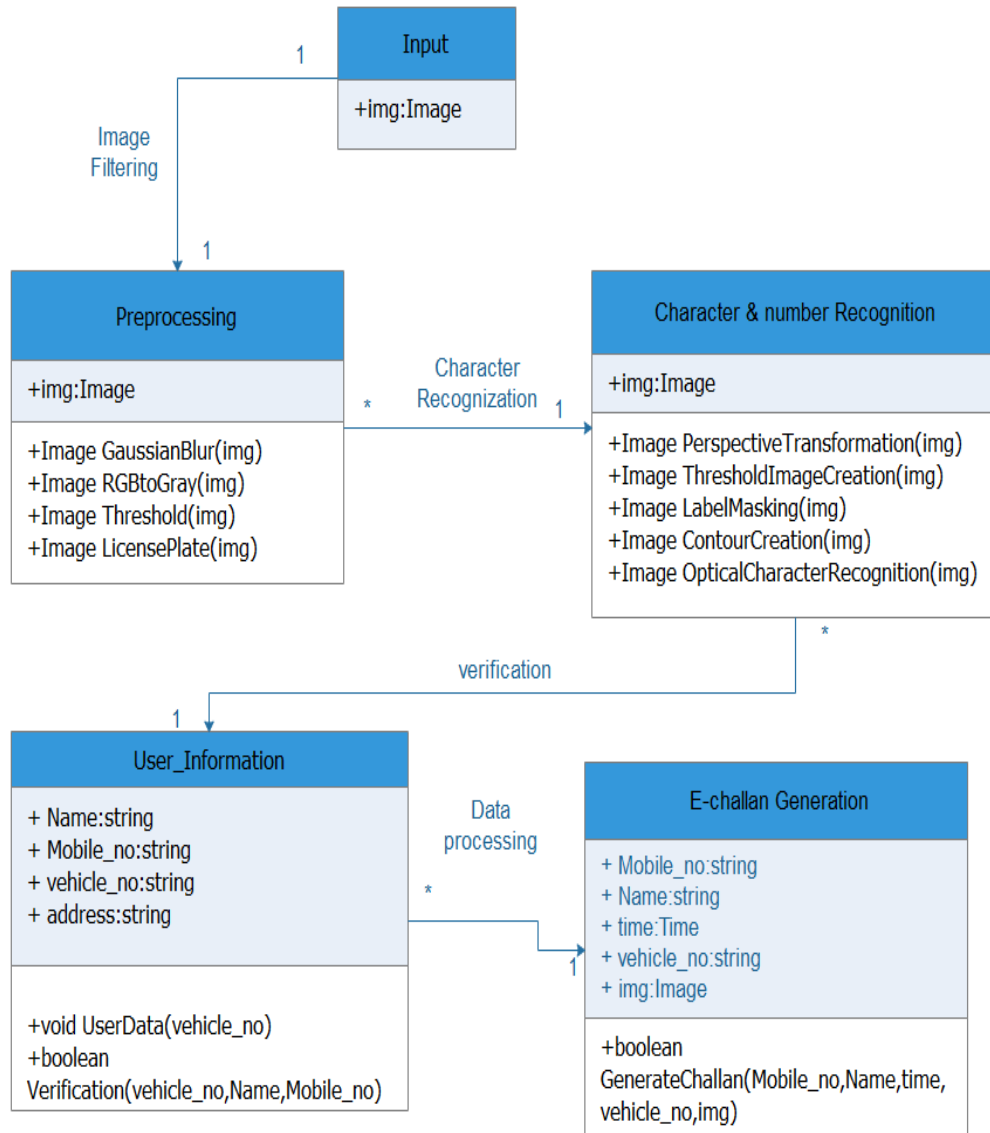 Input
1
+img:Image
Image
Filtering
1
Preprocessing
+img:Image
+Image GaussianBlur(img)
+Image RGBtoGray(img)
+Image Threshold(img)
+Image LicensePlate(img)
Character
Recognization
*
1
Character & number Recognition
+img:Image
+Image PerspectiveTransformation(img)
+Image ThresholdImageCreation(img)
+Image LabelMasking(img)
+Image ContourCreation(img)
+Image OpticalCharacterRecognition(img)
*
verification
1
User_Information
+ Name:string
+ Mobile_no:string
+ vehicle_no:string
+ address:string
+void UserData(vehicle_no)
+boolean
Verification(vehicle_no,Name,Mobile_no)
Data
processing
*
1
E-challan Generation
+ Mobile_no:string
+ Name:string
+ time:Time
+ vehicle_no:string
+ img:Image
+boolean
GenerateChallan(Mobile_no,Name,time,
vehicle_no,img)